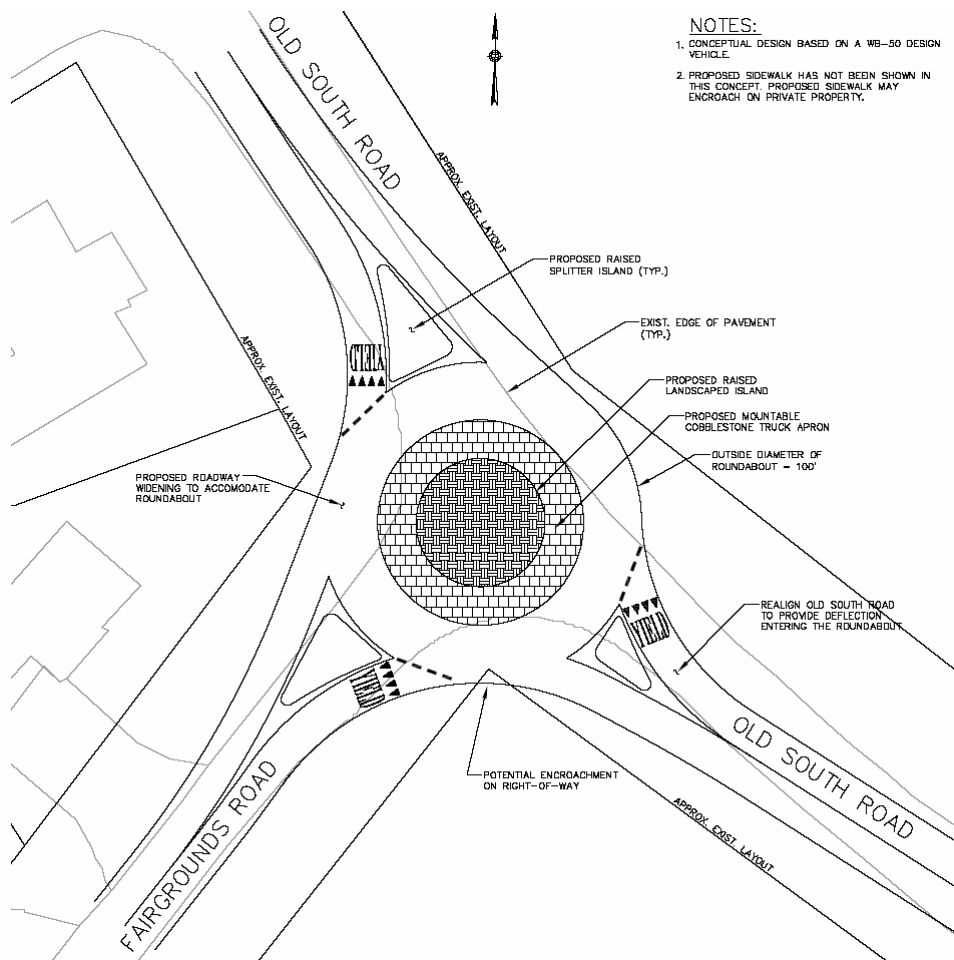 NOTES:
1. CONCEPTUAL DESIGN BASED ON A WB-50 DESIGN
VEHICLE.
2. PROPOSED SIDEWALK HAS NOT BEEN SHOWN IN
THIS CONCEPT. PROPOSED SIDEWALK MAY
ENCROACH ON PRIVATE PROPERTY.
OLD SOUTH ROAD
APPROX. EXIST. LAYOUT
PROPOSED RAISED
SPLITTER ISLAND (TYP.)
EXIST. EDGE OF PAVEMENT
(TYP.)
YIELD
APPROX. EXIST. LAYOUT
PROPOSED RAISED
LANDSCAPED ISLAND
PROPOSED MOUNTABLE
COBBLESTONE TRUCK APRON
OUTSIDE DIAMETER OF
ROUNDABOUT = 100'
PROPOSED ROADWAY
WIDENING TO ACCOMODATE
ROUNDABOUT
REALIGN OLD SOUTH ROAD
TO PROVIDE DEFLECTION
ENTERING THE ROUNDABOUT
YIELD
YIELD
OLD SOUTH ROAD
POTENTIAL ENCROACHMENT
ON RIGHT-OF-WAY
APPROX. EXIST. LAYOUT
FAIRGROUNDS ROAD